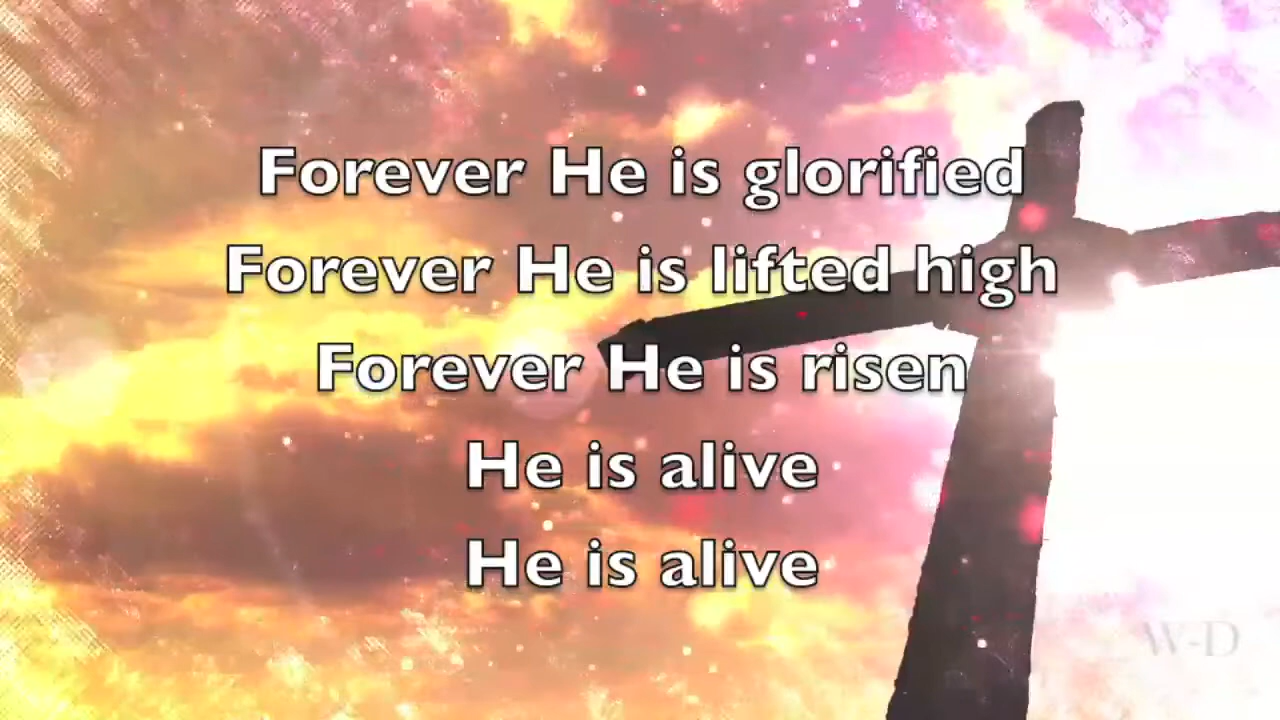 Forever He is glorified
Forever He is lifted high
Forever He is risen
He is alive
He is alive
W-D